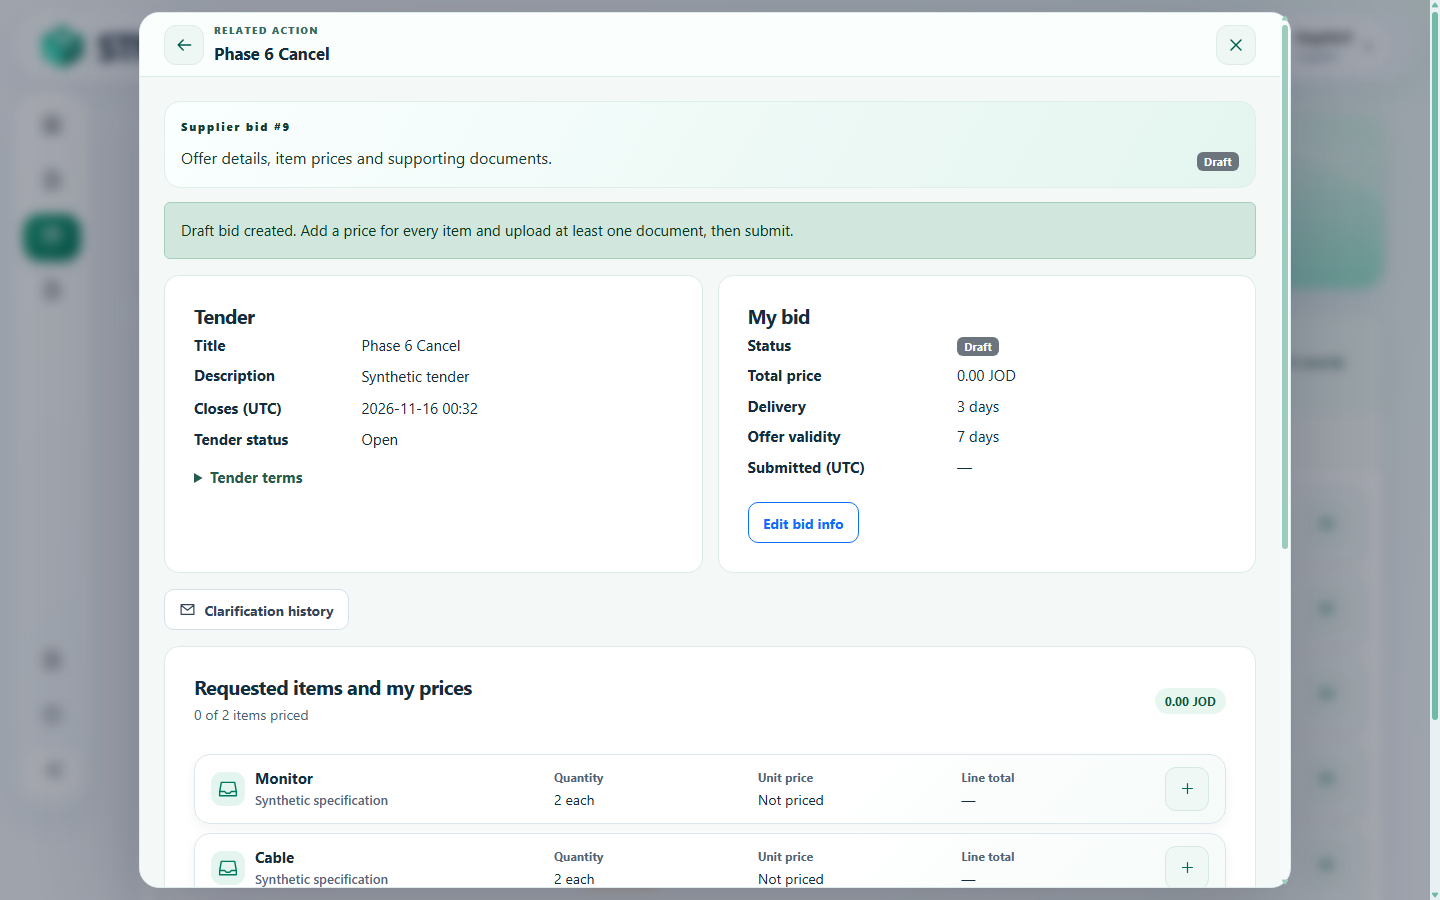 RELATED ACTION
Phase 6 Cancel
Supplier bid #9
Offer details, item prices and supporting documents.
Draft
Draft bid created. Add a price for every item and upload at least one document, then submit.
Tender
Title Phase 6 Cancel
Description Synthetic tender
Closes (UTC) 2026-11-16 00:32
Tender status Open
Tender terms
My bid
Status Draft
Total price 0.00 JOD
Delivery 3 days
Offer validity 7 days
Submitted (UTC) —
Edit bid info
Clarification history
Requested items and my prices
0 of 2 items priced
0.00 JOD
Monitor Quantity Unit price Line total
Synthetic specification 2 each Not priced —
Cable Quantity Unit price Line total
Synthetic specification 2 each Not priced —